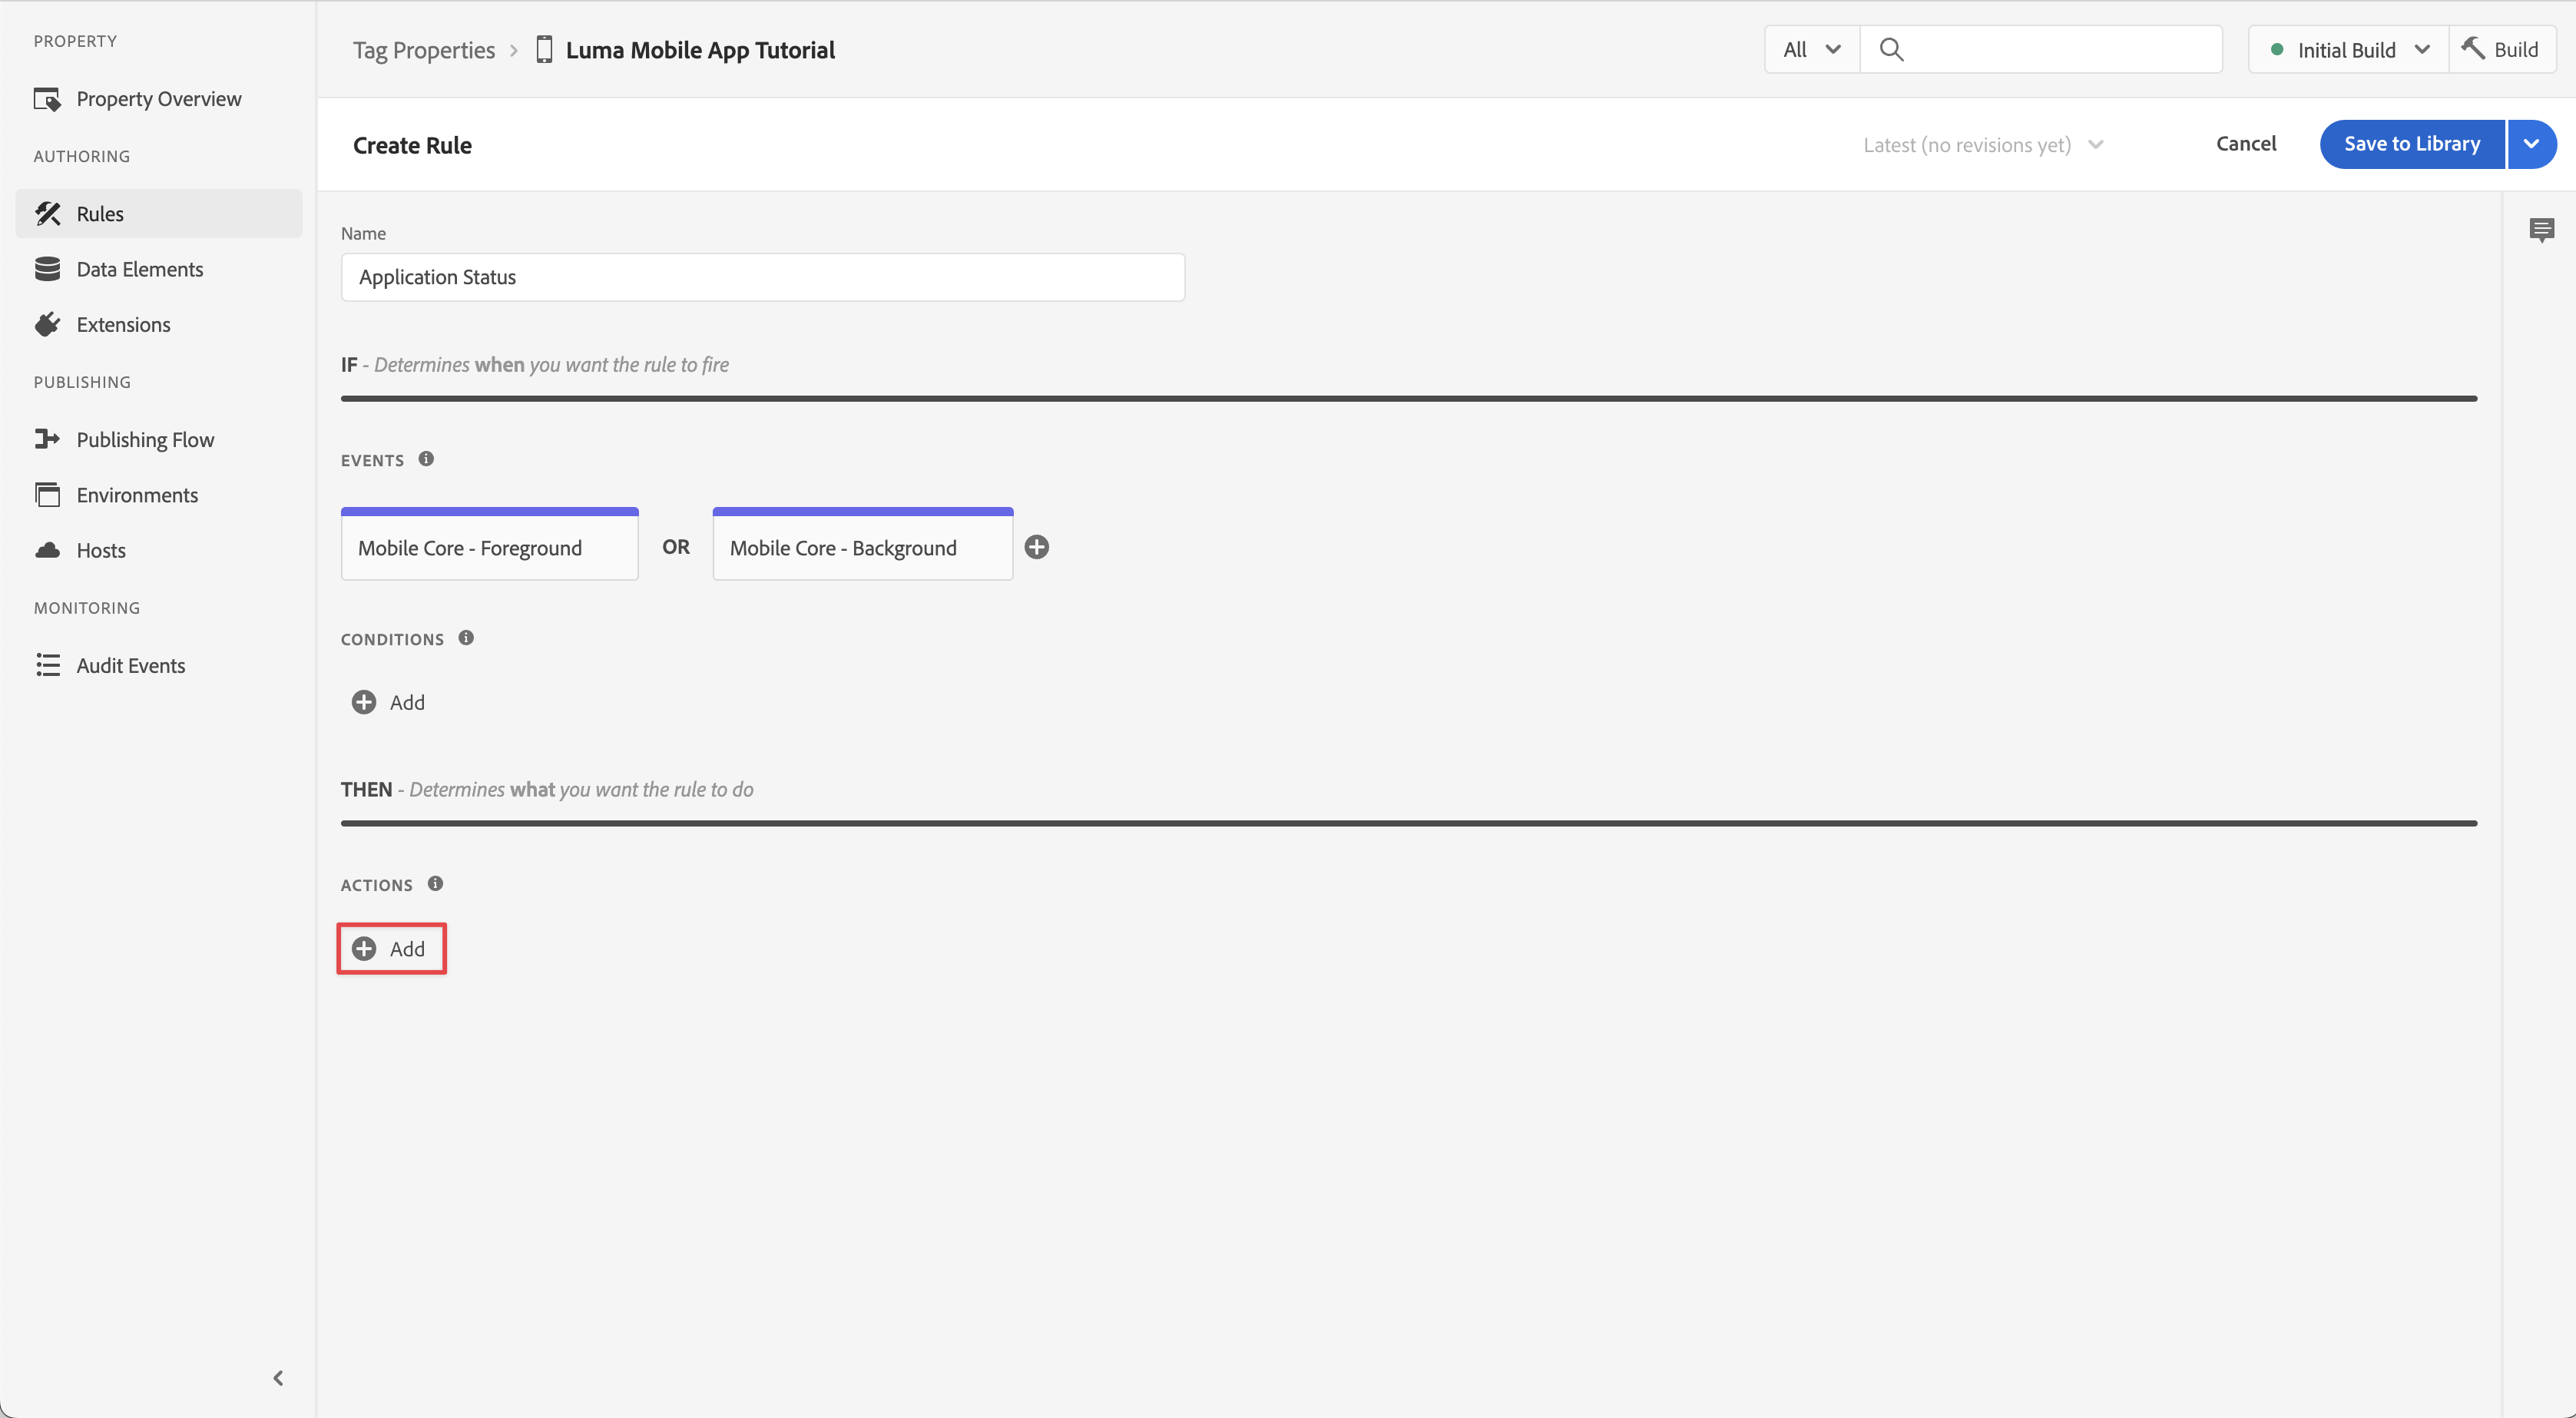 PROPERTY
Property Overview
AUTHORING
Rules
Data Elements
Extensions
PUBLISHING
Publishing Flow
Environments
Hosts
MONITORING
Audit Events
Tag Properties > Luma Mobile App Tutorial
All
Initial Build
Build
Create Rule
Latest (no revisions yet)
Cancel
Save to Library
Name
Application Status
IF - Determines when you want the rule to fire
EVENTS
Mobile Core - Foreground OR Mobile Core - Background
CONDITIONS
Add
THEN - Determines what you want the rule to do
ACTIONS
Add